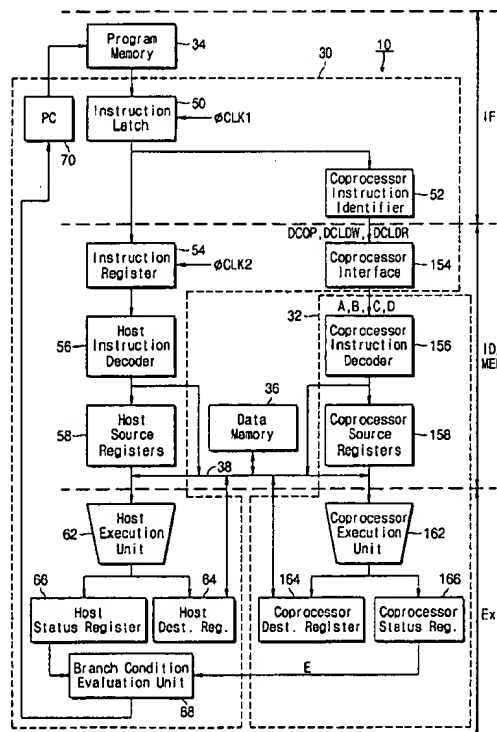 Program
Memory
34
30
10
PC
70
50
Instruction
Latch
øCLK1
IF
Coprocessor
Instruction
Identifier
52
54
Instruction
Register
øCLK2
DCOP, DCLDW, DCLDR
Coprocessor
Interface
154
32
A, B, C, D
56
Host
Instruction
Decoder
Coprocessor
Instruction
Decoder
156
ID/
MEM
36
58
Host
Source
Registers
Data
Memory
Coprocessor
Source
Registers
158
38
62
Host
Execution
Unit
Coprocessor
Execution
Unit
162
66
64
164
166
Host
Status Register
Host
Dest. Reg.
Coprocessor
Dest. Register
Coprocessor
Status Reg.
Ex
Branch Condition
Evaluation Unit
68
E